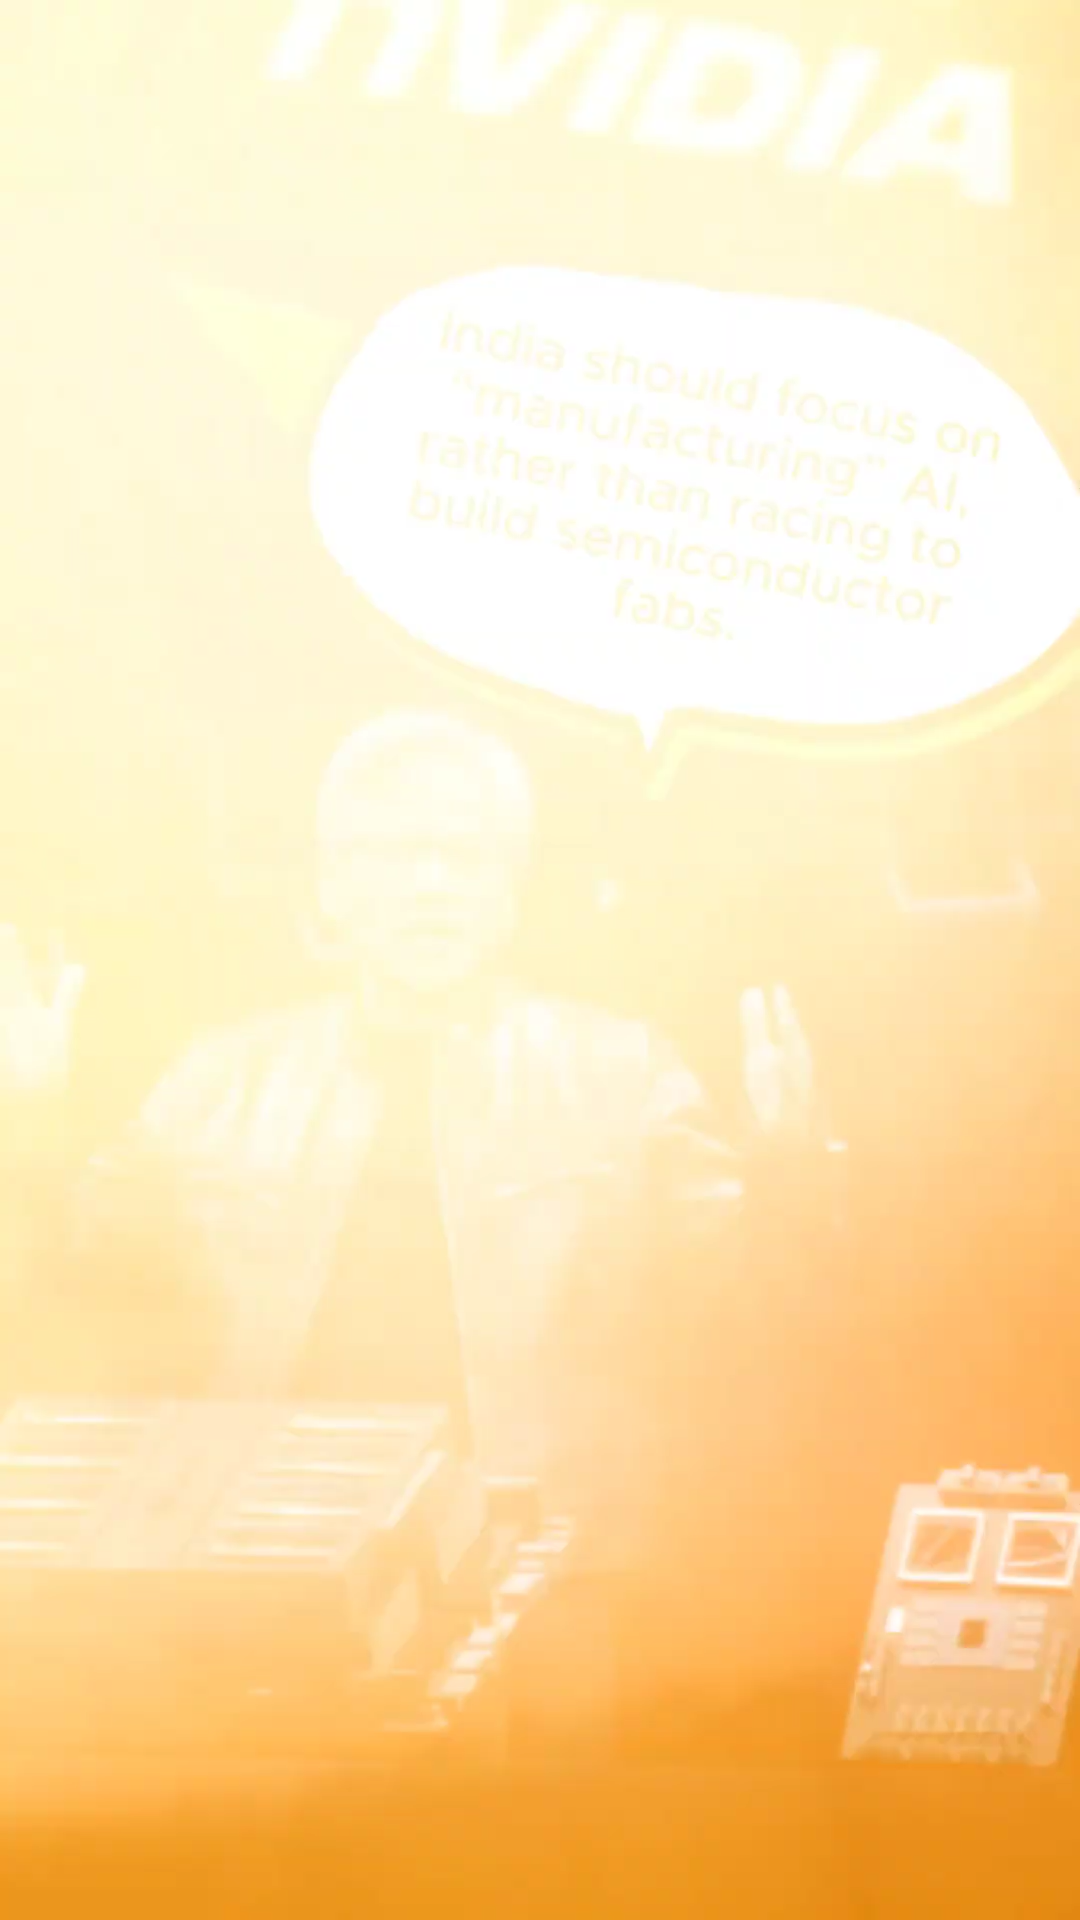 nVIDIA
India should focus on
"manufacturing" AI,
rather than racing to
build semiconductor
fabs.